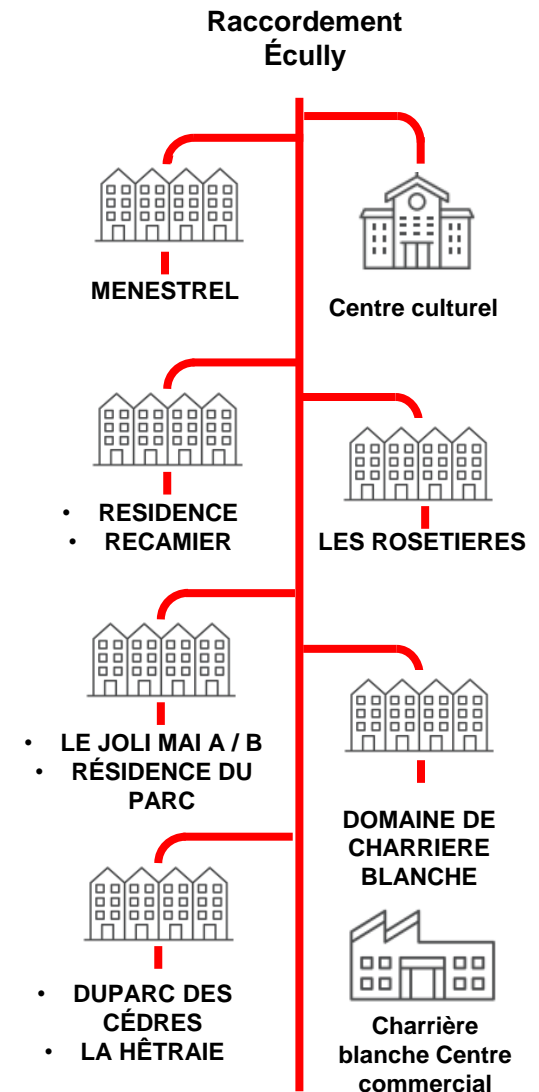 Raccordement
Écully
MENESTREL
Centre culturel
• RESIDENCE
• RECAMIER
LES ROSETIERES
• LE JOLI MAI A / B
• RÉSIDENCE DU
PARC
DOMAINE DE
CHARRIERE
BLANCHE
• DUPARC DES
CÉDRES
• LA HÊTRAIE
Charrière
blanche Centre
commercial